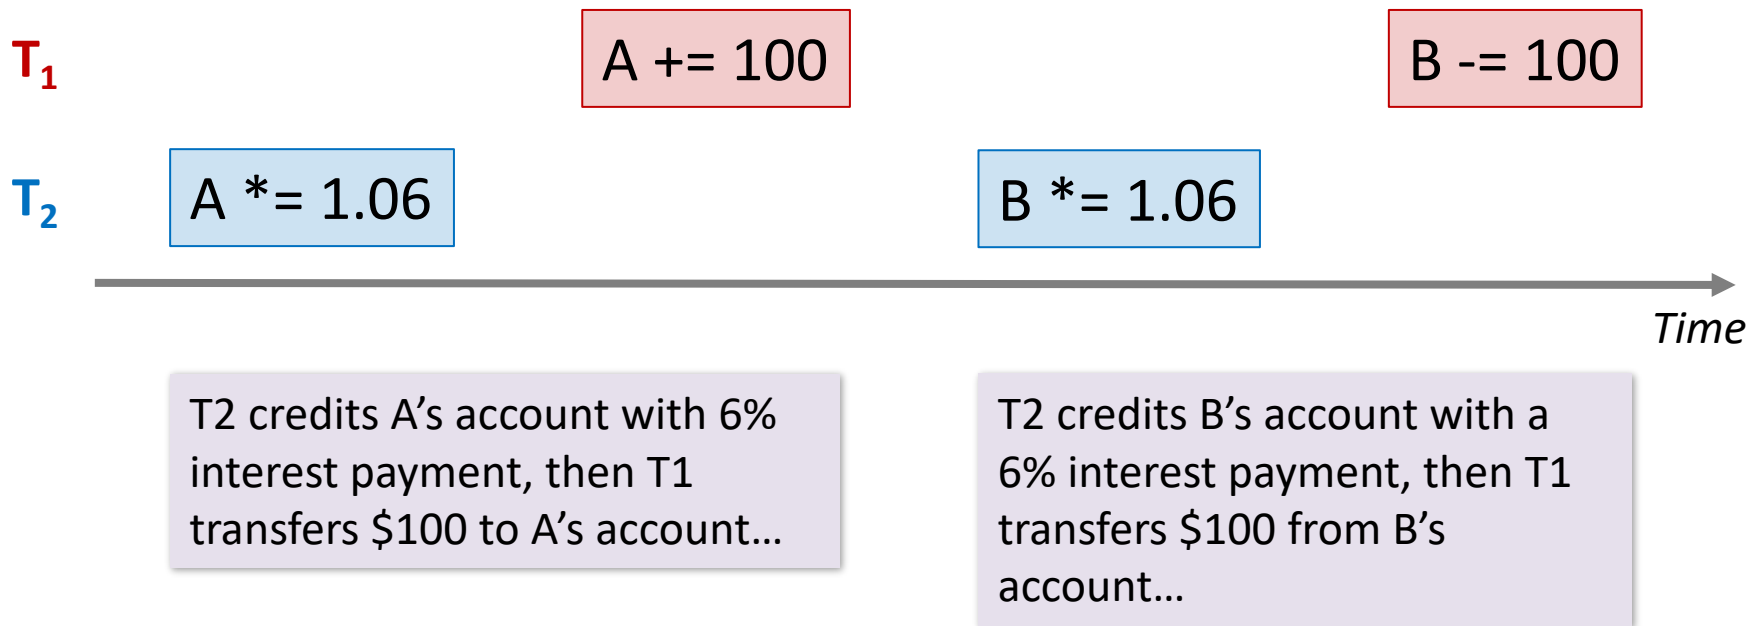 T₁ A += 100 B -= 100
T₂ A *= 1.06 B *= 1.06
Time
T2 credits A’s account with 6%
interest payment, then T1
transfers $100 to A’s account…
T2 credits B’s account with a
6% interest payment, then T1
transfers $100 from B’s
account…